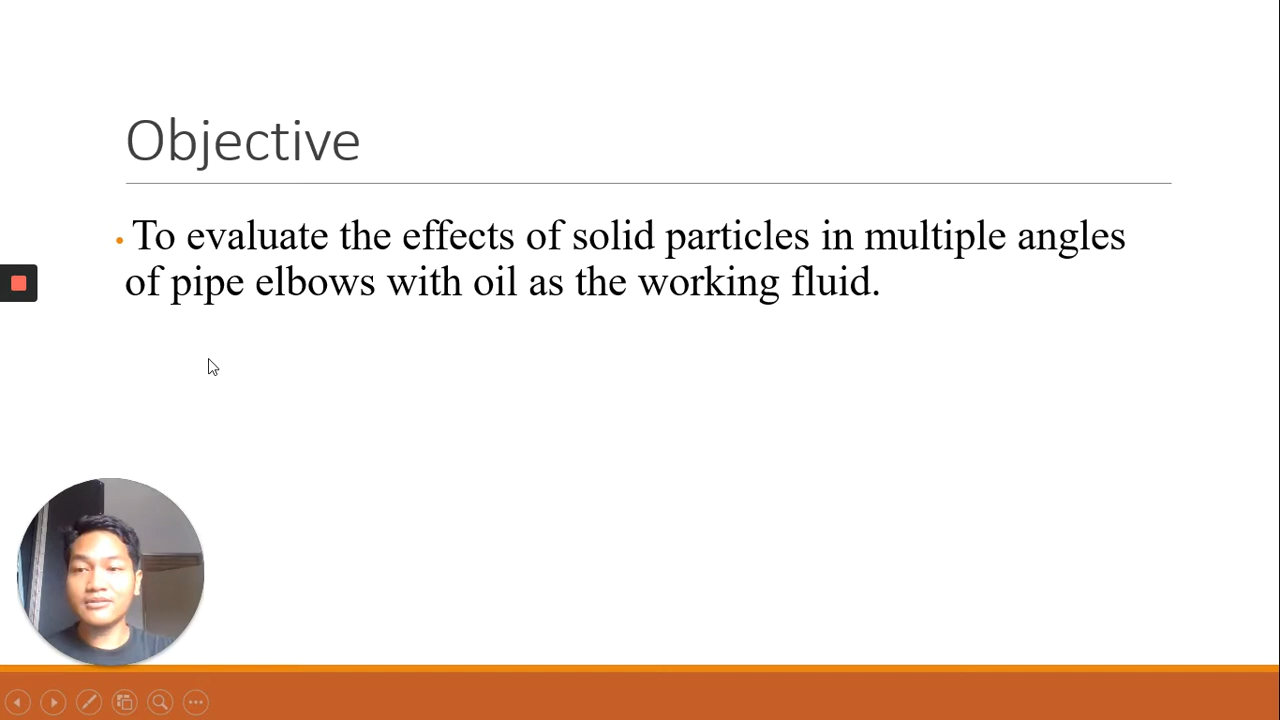 Objective
• To evaluate the effects of solid particles in multiple angles
of pipe elbows with oil as the working fluid.